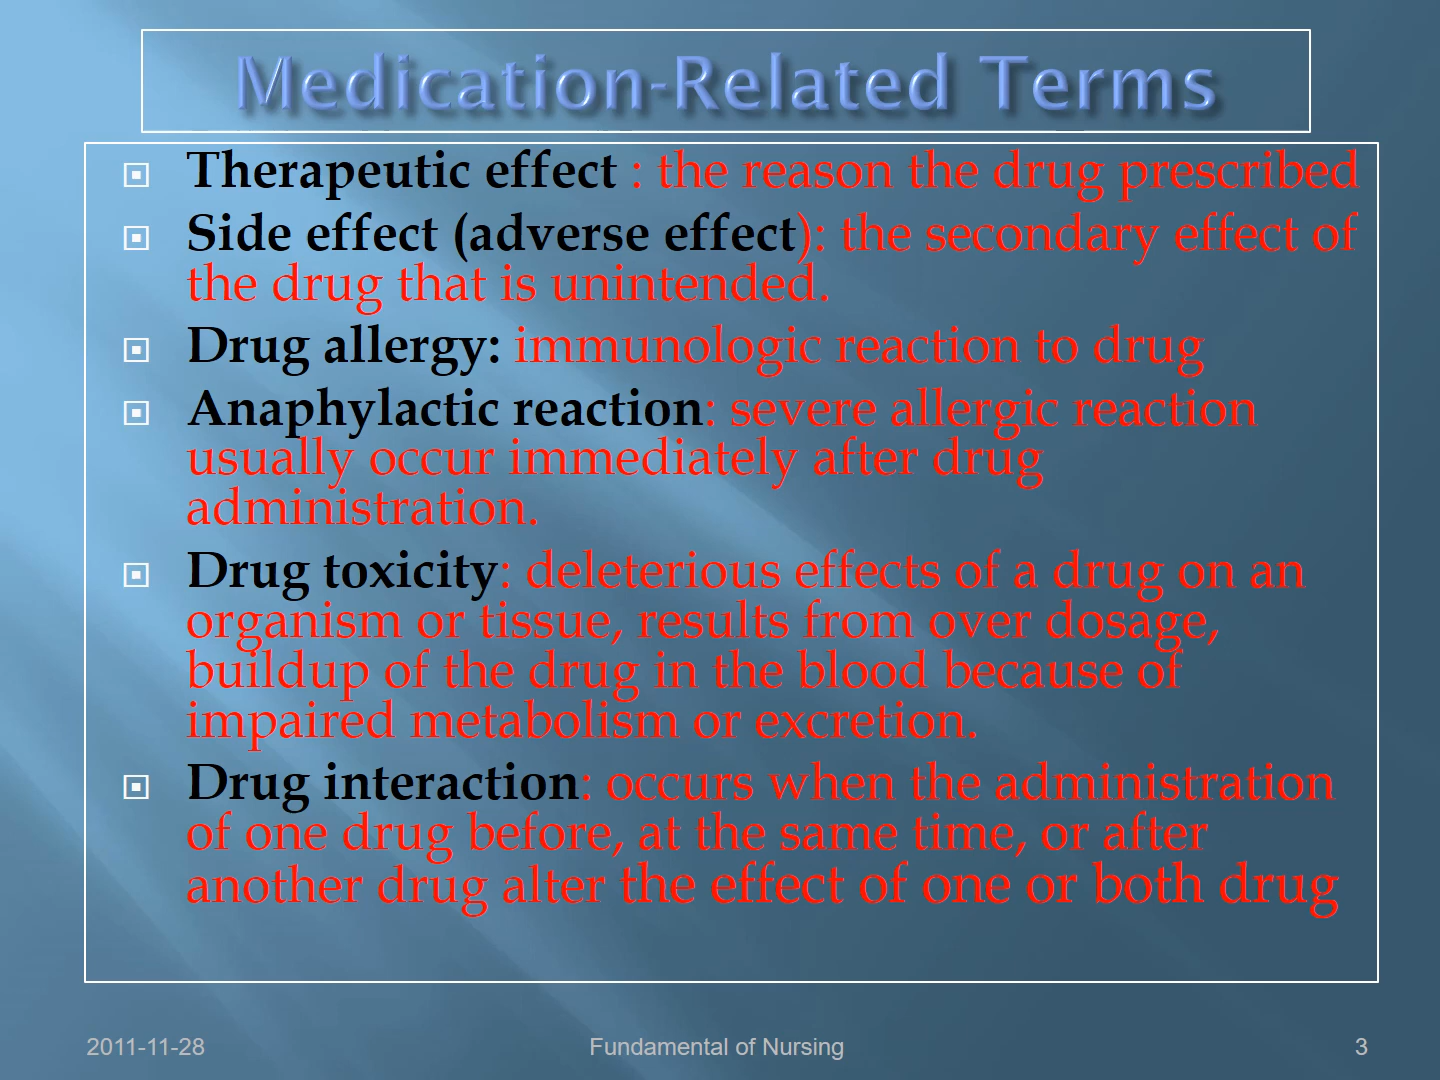 Medication-Related Terms
Therapeutic effect : the reason the drug prescribed
Side effect (adverse effect): the secondary effect of
the drug that is unintended.
Drug allergy: immunologic reaction to drug
Anaphylactic reaction: severe allergic reaction
usually occur immediately after drug
administration.
Drug toxicity: deleterious effects of a drug on an
organism or tissue, results from over dosage,
buildup of the drug in the blood because of
impaired metabolism or excretion.
Drug interaction: occurs when the administration
of one drug before, at the same time, or after
another drug alter the effect of one or both drug
2011-11-28 Fundamental of Nursing 3